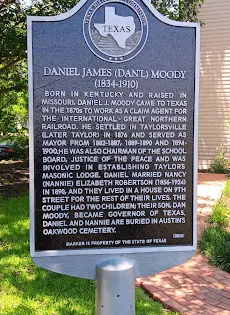 TEXAS
DANIEL JAMES (DAN'L) MOODY
(1834-1910)
BORN IN KENTUCKY AND RAISED IN
MISSOURI, DANIEL J. MOODY CAME TO TEXAS
IN THE 1870s TO WORK AS A CLAIM AGENT FOR
THE INTERNATIONAL - GREAT NORTHERN
RAILROAD. HE SETTLED IN TAYLORSVILLE
(LATER TAYLOR) IN 1876 AND SERVED AS
MAYOR FROM 1882-1887, 1889-1890 AND 1894-
1900. HE WAS ALSO CHAIRMAN OF THE SCHOOL
BOARD, JUSTICE OF THE PEACE AND WAS
INVOLVED IN ESTABLISHING TAYLOR'S
MASONIC LODGE. DANIEL MARRIED NANCY
(NANNIE) ELIZABETH ROBERTSON (1856-1924)
IN 1890, AND THEY LIVED IN A HOUSE ON 9TH
STREET FOR THE REST OF THEIR LIVES. THE
COUPLE HAD TWO CHILDREN; THEIR SON, DAN
MOODY, BECAME GOVERNOR OF TEXAS.
DANIEL AND NANNIE ARE BURIED IN AUSTIN'S
OAKWOOD CEMETERY.
MARKER IS PROPERTY OF THE STATE OF TEXAS